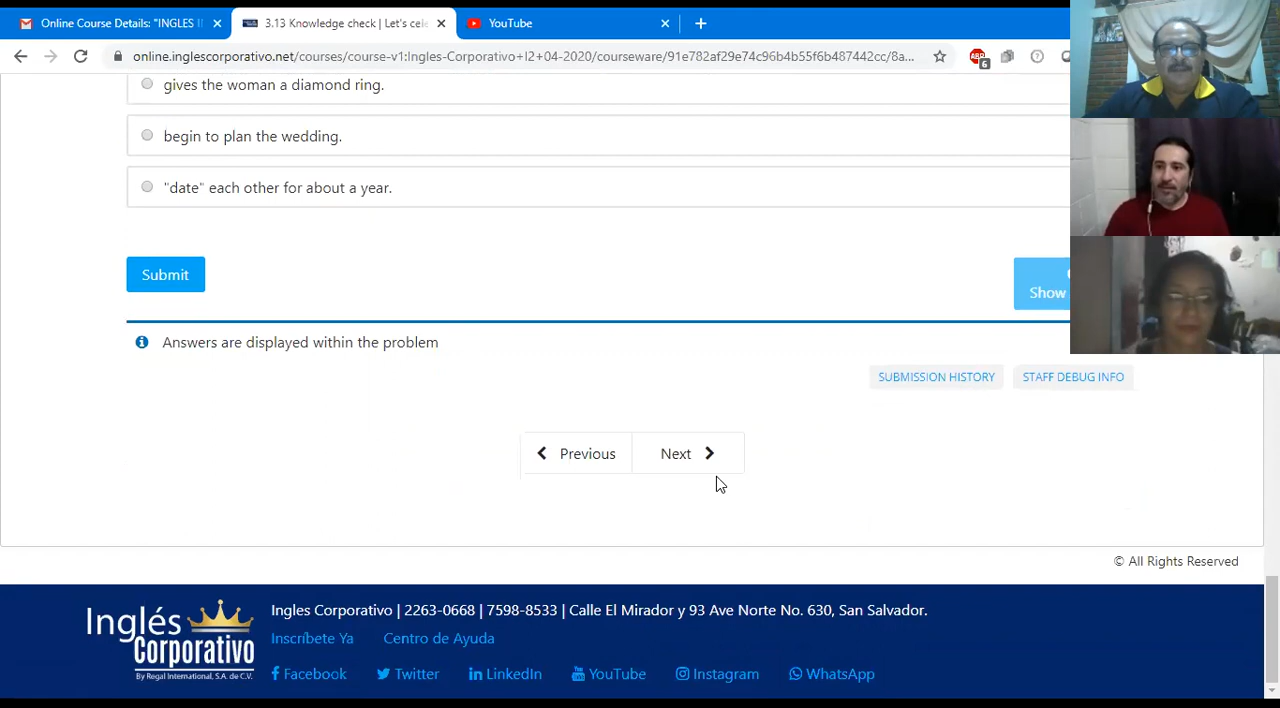 Online Course Details: "INGLES I
3.13 Knowledge check | Let's cele
YouTube
online.inglescorporativo.net/courses/course-v1:Ingles-Corporativo+I2+04-2020/courseware/91e782af29e74c96b4b55f6b487442cc/8a...
6
gives the woman a diamond ring.
begin to plan the wedding.
"date" each other for about a year.
Submit
Show
Answers are displayed within the problem
SUBMISSION HISTORY
STAFF DEBUG INFO
Previous
Next
© All Rights Reserved
Inglés
Corporativo
By Regal International, S.A. de C.V.
Ingles Corporativo | 2263-0668 | 7598-8533 | Calle El Mirador y 93 Ave Norte No. 630, San Salvador.
Inscríbete Ya
Centro de Ayuda
Facebook
Twitter
LinkedIn
YouTube
Instagram
WhatsApp